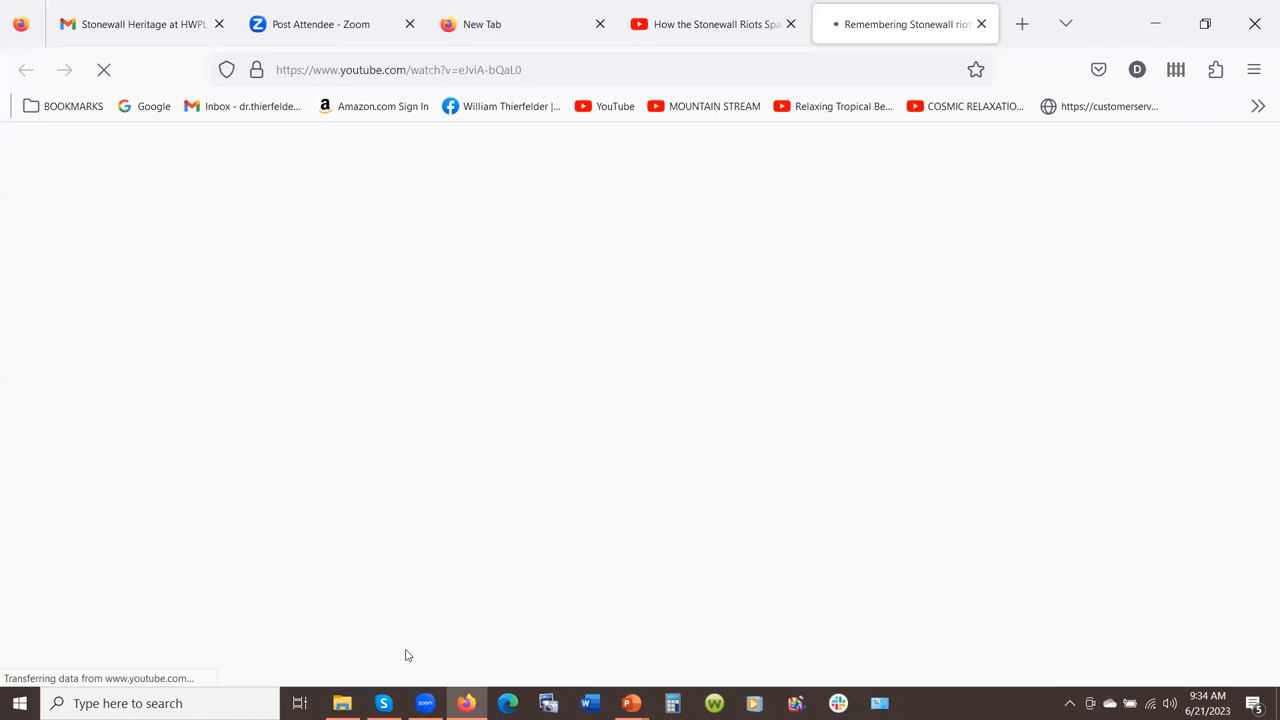 Stonewall Heritage at HWPL
Post Attendee - Zoom
New Tab
How the Stonewall Riots Spa
Remembering Stonewall riot
https://www.youtube.com/watch?v=eJviA-bQaL0
D
BOOKMARKS
Google
Inbox - dr.thierfelde...
Amazon.com Sign In
William Thierfelder |...
YouTube
MOUNTAIN STREAM
Relaxing Tropical Be...
COSMIC RELAXATIO...
https://customerserv...
Transferring data from www.youtube.com...
Type here to search
zoom
9:34 AM
6/21/2023
5